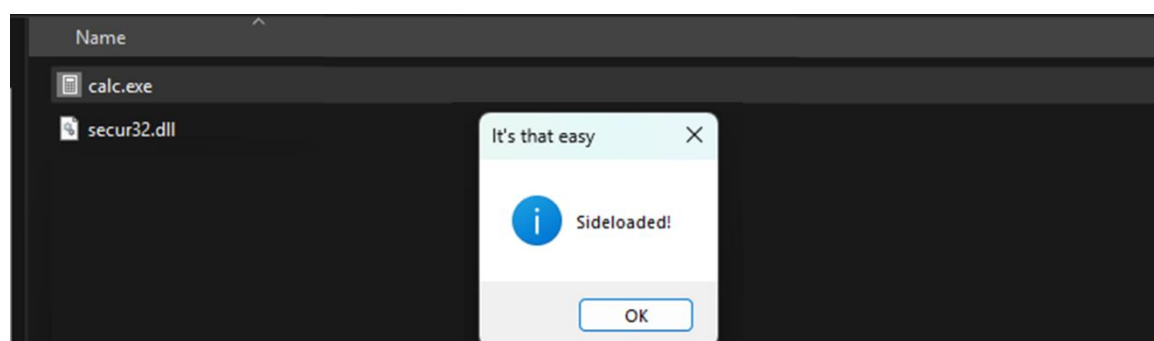 Name
calc.exe
secur32.dll
It's that easy
Sideloaded!
OK